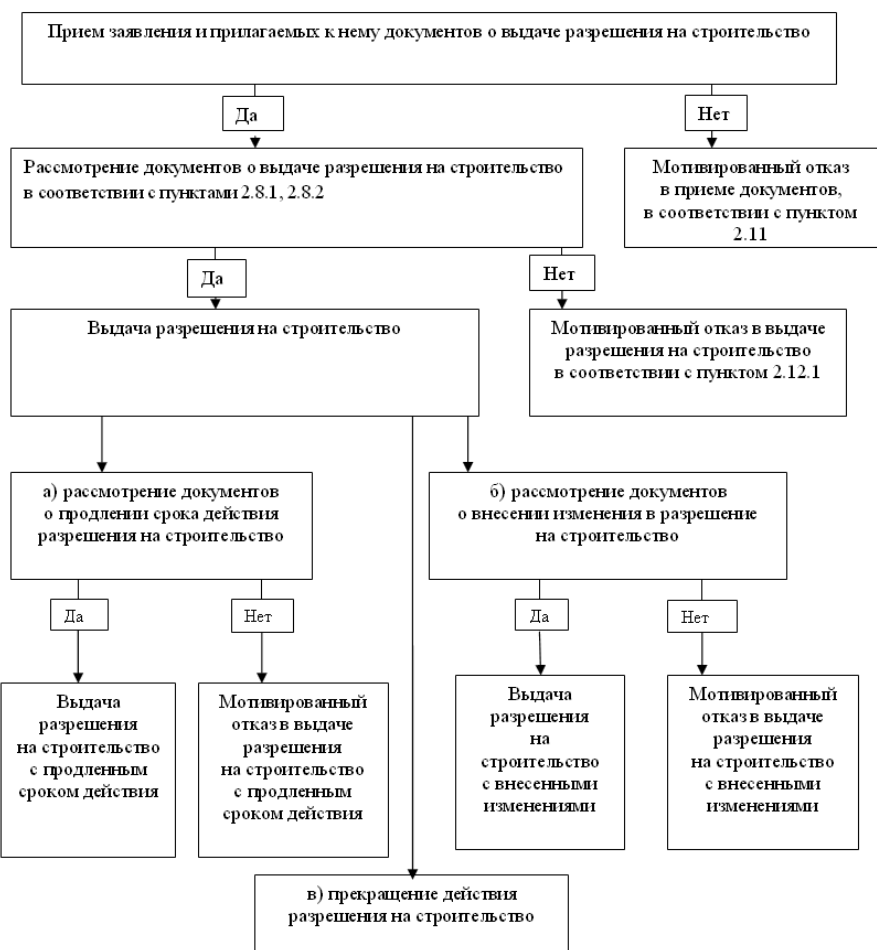 Прием заявления и прилагаемых к нему документов о выдаче разрешения на строительство
Да
Нет
Рассмотрение документов о выдаче разрешения на строительство
в соответствии с пунктами 2.8.1, 2.8.2
Мотивированный отказ
в приеме документов,
в соответствии с пунктом
2.11
Да
Нет
Выдача разрешения на строительство
Мотивированный отказ в выдаче
разрешения на строительство
в соответствии с пунктом 2.12.1
а) рассмотрение документов
о продлении срока действия
разрешения на строительство
б) рассмотрение документов
о внесении изменения в разрешение
на строительство
Да
Нет
Да
Нет
Выдача
разрешения
на строительство
с продленным
сроком действия
Мотивированный
отказ в выдаче
разрешения
на строительство
с продленным
сроком действия
Выдача
разрешения
на
строительство
с внесенными
изменениями
Мотивированный
отказ в выдаче
разрешения
на строительство
с внесенными
изменениями
в) прекращение действия
разрешения на строительство